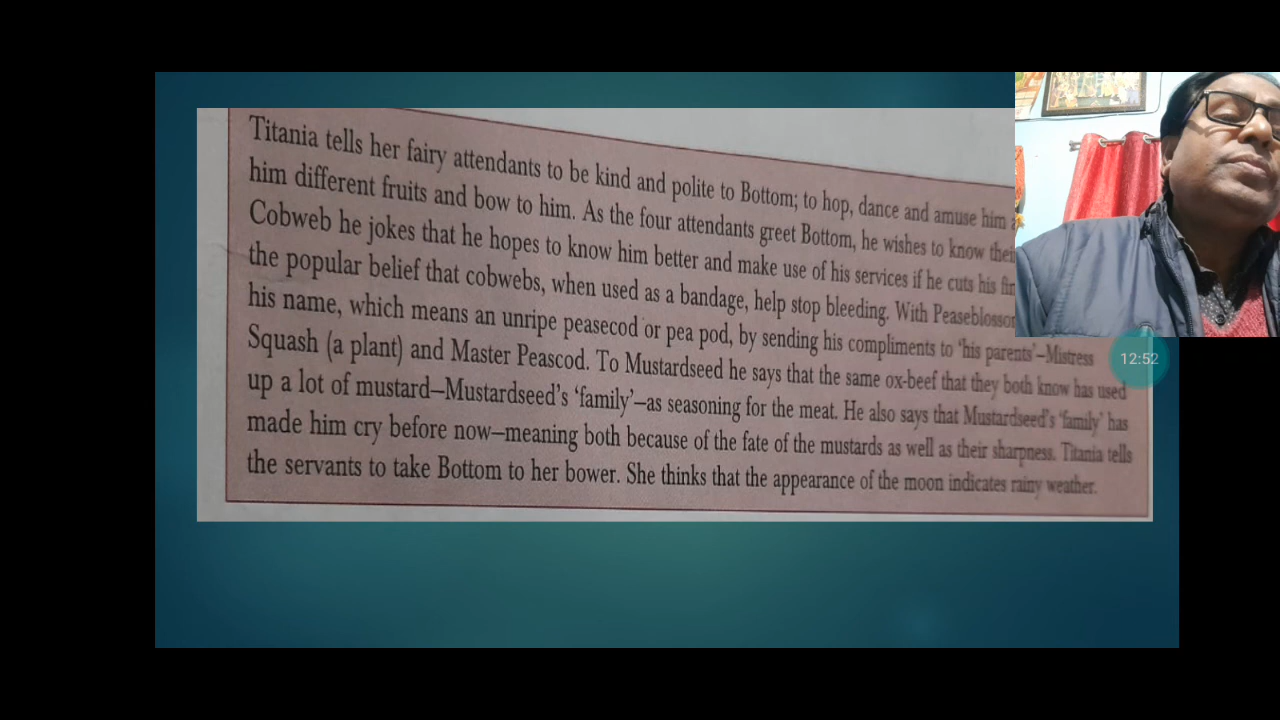 Titania tells her fairy attendants to be kind and polite to Bottom; to hop, dance and amuse him
him different fruits and bow to him. As the four attendants greet Bottom, he wishes to know
Cobweb he jokes that he hopes to know him better and make use of his services if he cuts his
the popular belief that cobwebs, when used as a bandage, help stop bleeding. With
his name, which means an unripe peasecod or pea pod, by sending his compliments to 'his parents'–Mistress
Squash (a plant) and Master Peascod. To Mustardseed he says that the same ox-beef that they both know has used
up a lot of mustard–Mustardseed's 'family'–as seasoning for the meat. He also says that Mustardseed's 'family' has
made him cry before now–meaning both because of the fate of the mustards as well as their sharpness. Titania tells
the servants to take Bottom to her bower. She thinks that the appearance of the moon indicates rainy weather.
12:52